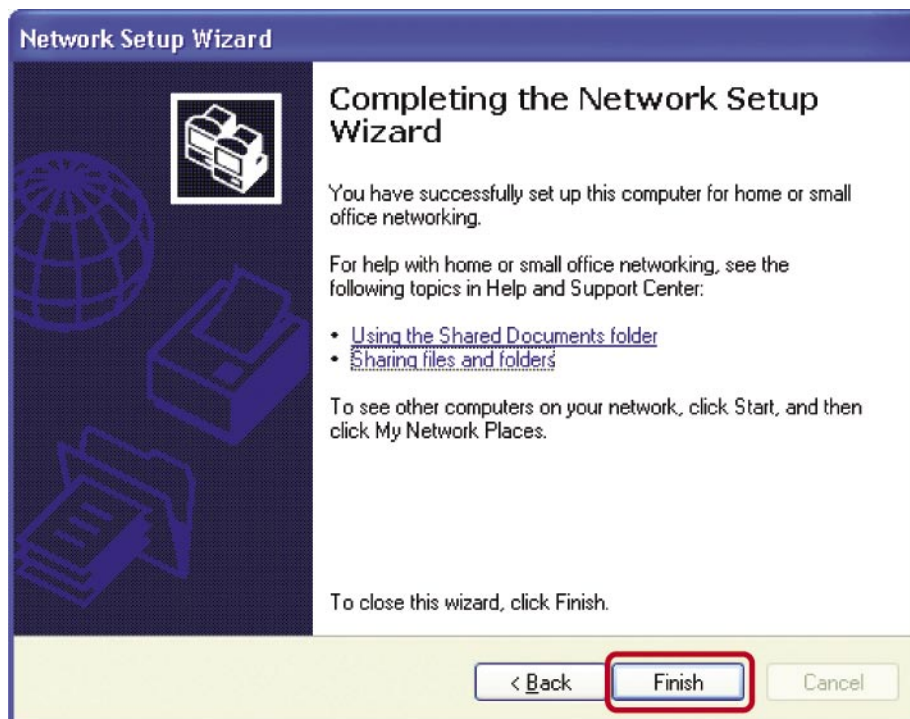 Network Setup Wizard
Completing the Network Setup
Wizard
You have successfully set up this computer for home or small
office networking.
For help with home or small office networking, see the
following topics in Help and Support Center:
• Using the Shared Documents folder
• Sharing files and folders
To see other computers on your network, click Start, and then
click My Network Places.
To close this wizard, click Finish.
< Back Finish Cancel